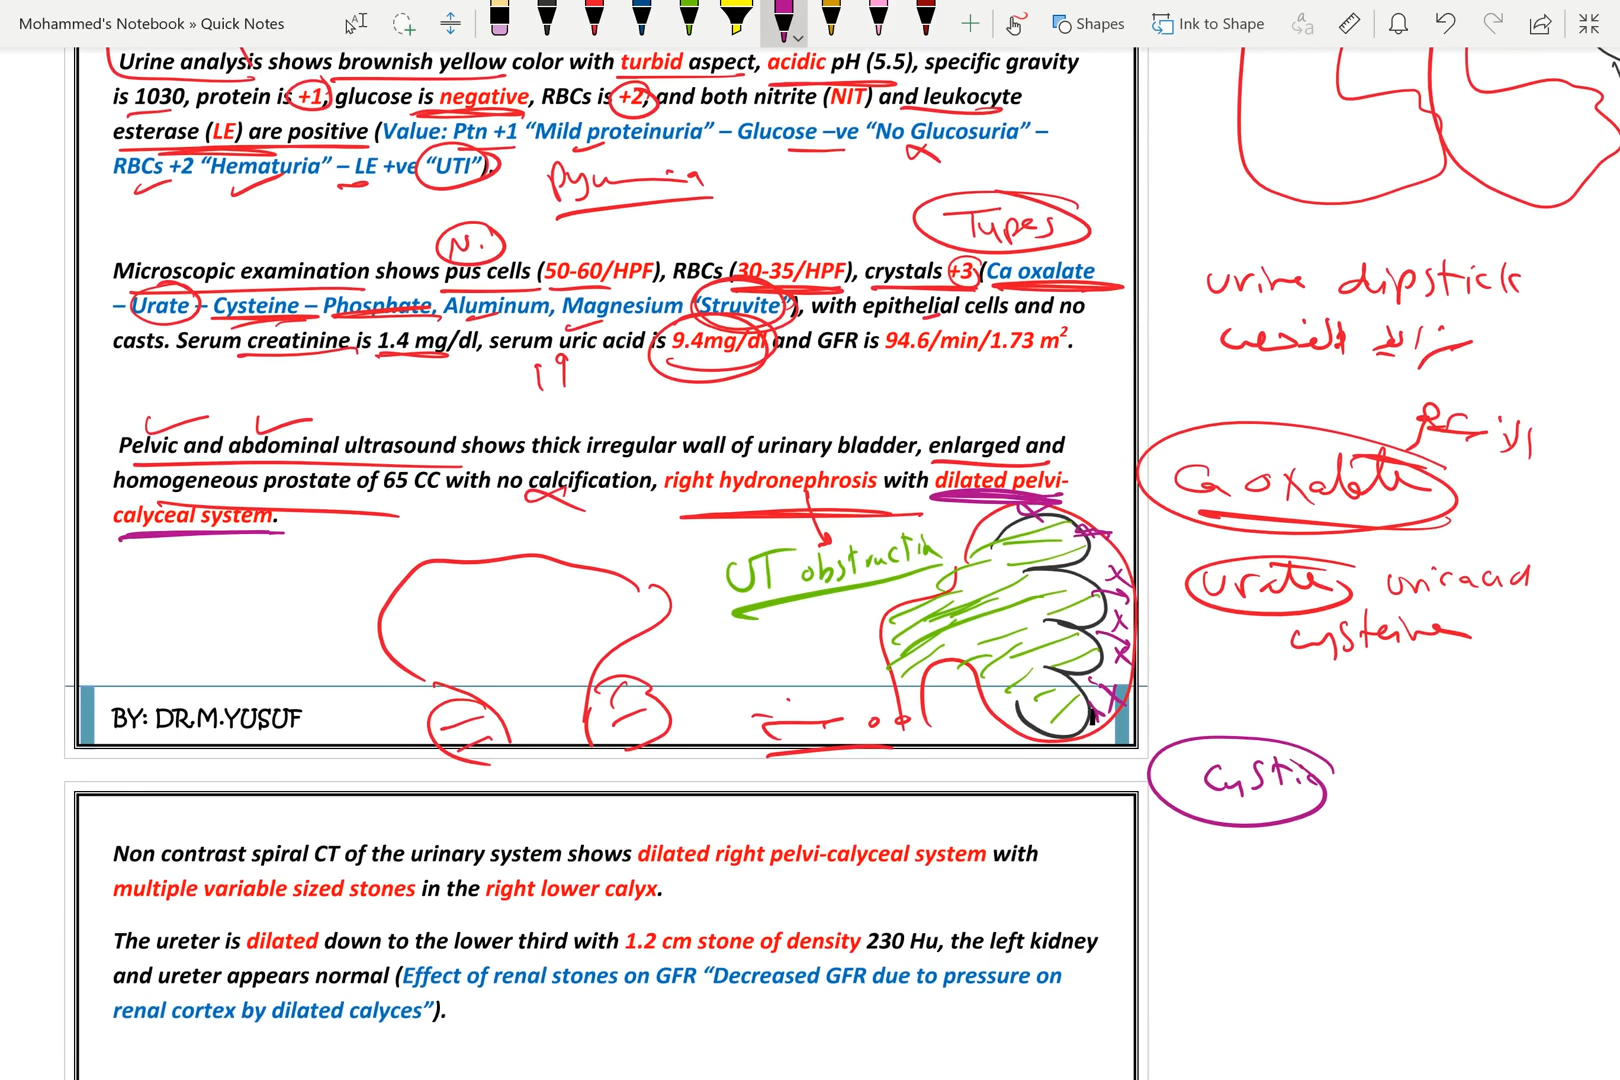 Mohammed's Notebook » Quick Notes
Shapes
Ink to Shape
Urine analysis shows brownish yellow color with turbid aspect, acidic pH (5.5), specific gravity
is 1030, protein is +1, glucose is negative, RBCs is +2, and both nitrite (NIT) and leukocyte
esterase (LE) are positive (Value: Ptn +1 “Mild proteinuria” – Glucose –ve “No Glucosuria” –
RBCs +2 “Hematuria” – LE +ve “UTI”).
Pyuria
N.
Types
Microscopic examination shows pus cells (50-60/HPF), RBCs (30-35/HPF), crystals +3 (Ca oxalate
– Urate – Cysteine – Phosphate, Aluminum, Magnesium “Struvite”), with epithelial cells and no
casts. Serum creatinine is 1.4 mg/dl, serum uric acid is 9.4mg/dl and GFR is 94.6/min/1.73 m².
Pelvic and abdominal ultrasound shows thick irregular wall of urinary bladder, enlarged and
homogeneous prostate of 65 CC with no calcification, right hydronephrosis with dilated pelvi-
calyceal system.
UT obstructin
BY: DR.M.YUSUF
urine dipstick
Ca oxalate
urate uric acid
cysteine
Cystic
Non contrast spiral CT of the urinary system shows dilated right pelvi-calyceal system with
multiple variable sized stones in the right lower calyx.
The ureter is dilated down to the lower third with 1.2 cm stone of density 230 Hu, the left kidney
and ureter appears normal (Effect of renal stones on GFR “Decreased GFR due to pressure on
renal cortex by dilated calyces”).